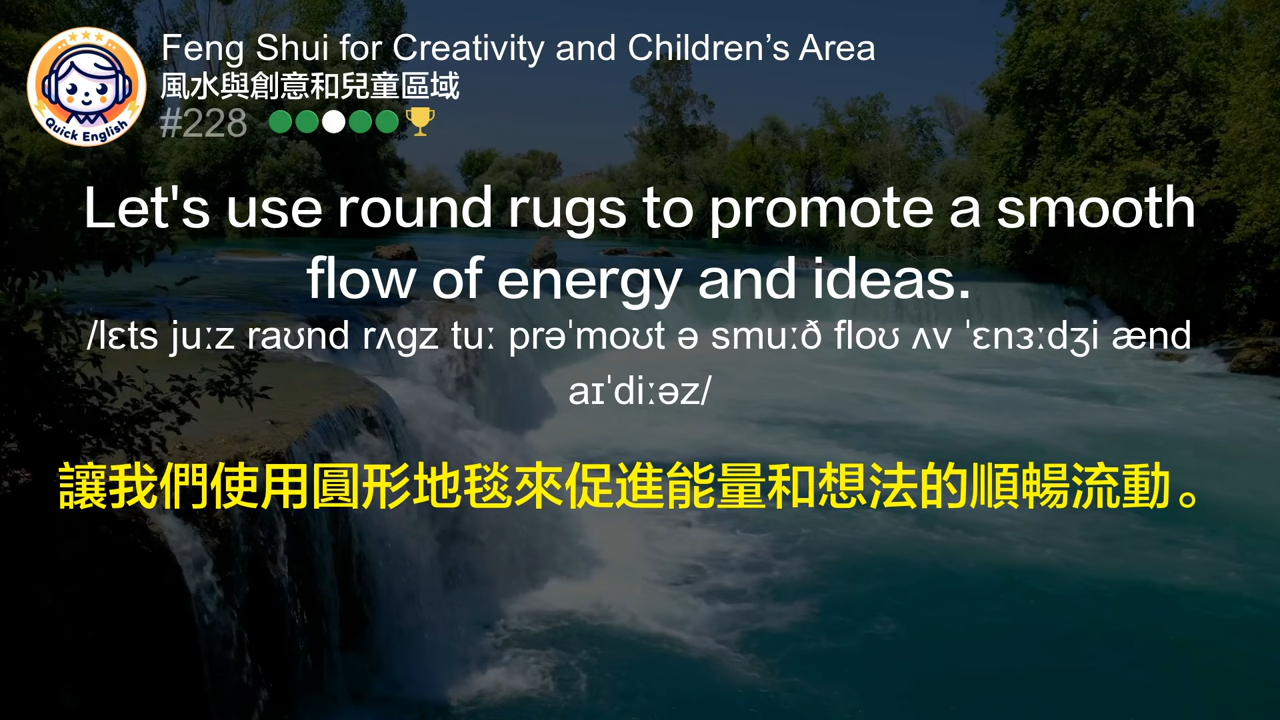 Feng Shui for Creativity and Children’s Area
風水與創意和兒童區域
#228
Quick English
Let's use round rugs to promote a smooth
flow of energy and ideas.
/lɛts juːz raʊnd rʌgz tuː prəˈmoʊt ə smuːð floʊ ʌv ˈɛnɜːdʒi ænd
aɪˈdiːəz/
讓我們使用圓形地毯來促進能量和想法的順暢流動。